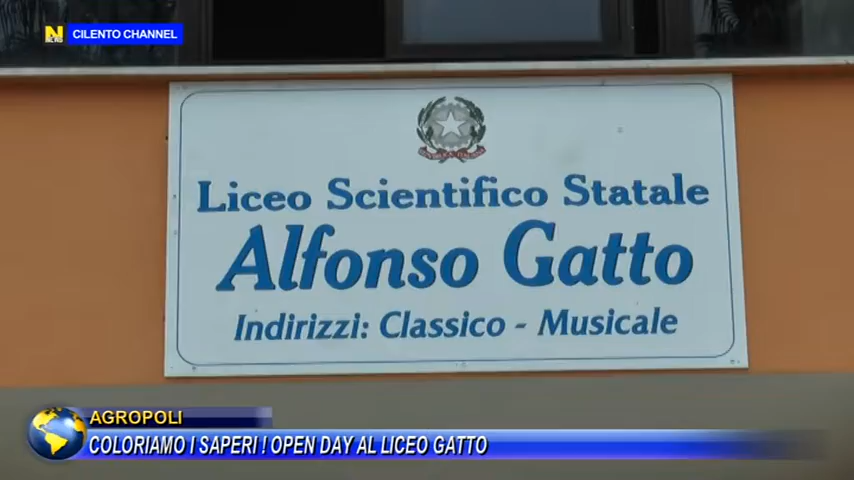 CILENTO CHANNEL
Liceo Scientifico Statale
Alfonso Gatto
Indirizzi: Classico - Musicale
AGROPOLI
COLORIAMO I SAPERI ! OPEN DAY AL LICEO GATTO